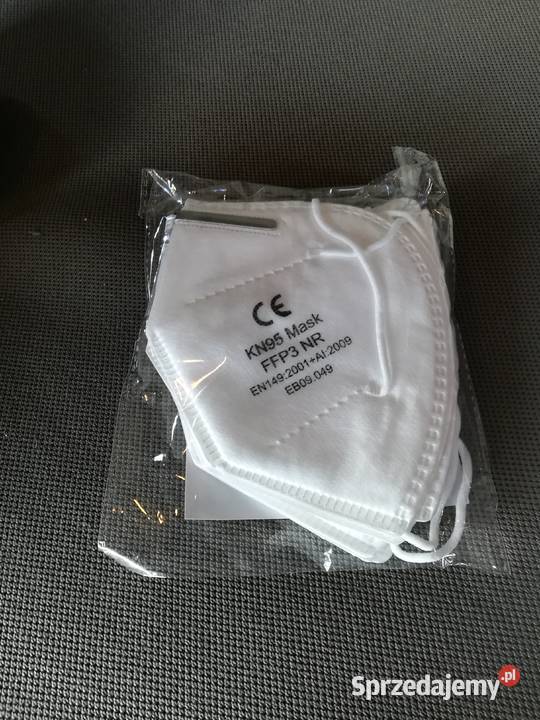 CE
KN95 Mask
FFP3 NR
EN149:2001+AI:2009
EB09.049
Sprzedajemy.pl